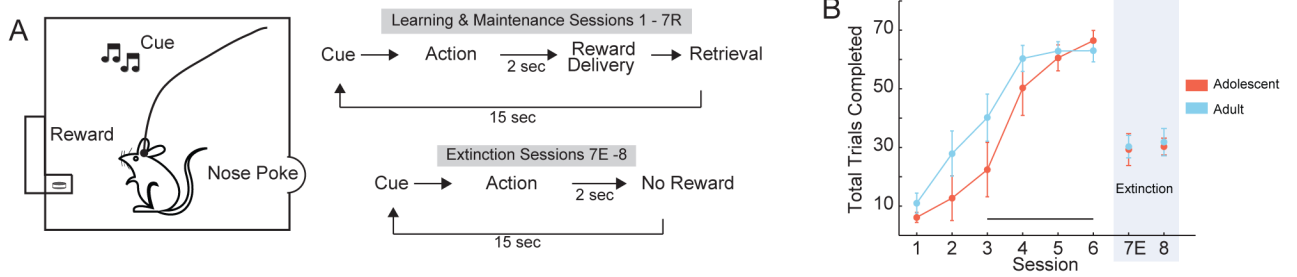 A
Cue
Reward
Nose Poke
Learning & Maintenance Sessions 1 - 7R
Cue
Action
2 sec
Reward
Delivery
Retrieval
15 sec
Extinction Sessions 7E -8
Cue
Action
2 sec
No Reward
15 sec
B
Total Trials Completed
70
50
30
10
Extinction
1 2 3 4 5 6 7E 8
Session
Adolescent
Adult